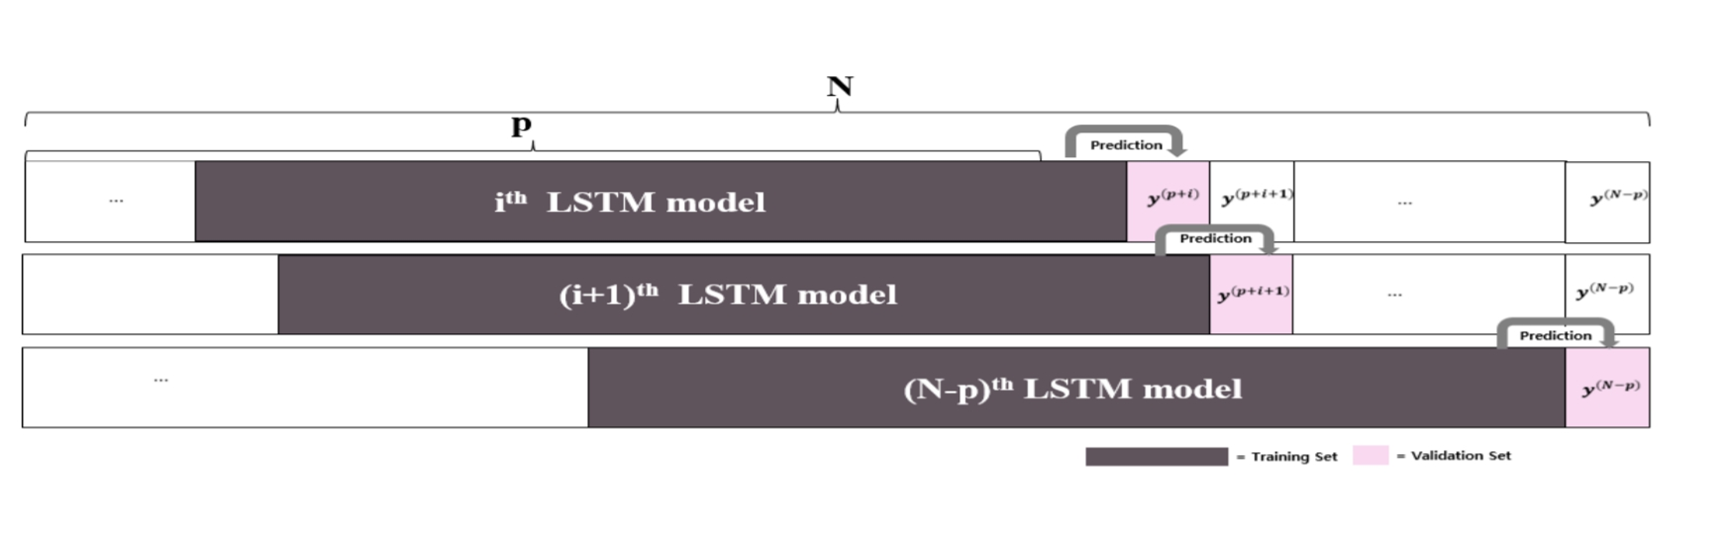 N
p
Prediction
... iᵗʰ LSTM model y⁽ᵖ⁺ⁱ⁾ y⁽ᵖ⁺ⁱ⁺¹⁾ ... y⁽ᴺ⁻ᵖ⁾
Prediction
(i+1)ᵗʰ LSTM model y⁽ᵖ⁺ⁱ⁺¹⁾ ... y⁽ᴺ⁻ᵖ⁾
Prediction
... (N-p)ᵗʰ LSTM model y⁽ᴺ⁻ᵖ⁾
= Training Set = Validation Set